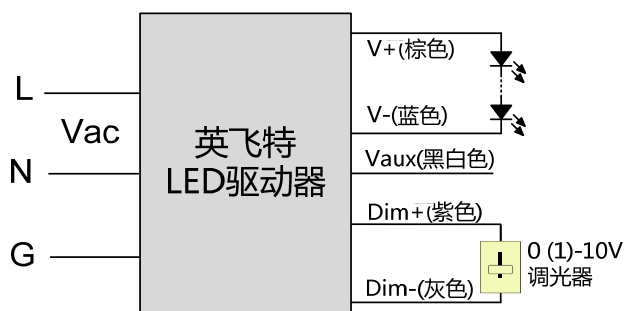 L
Vac
N
G
英飞特
LED驱动器
V+(棕色)
V-(蓝色)
Vaux(黑白色)
Dim+(紫色)
Dim-(灰色)
0 (1)-10V
调光器